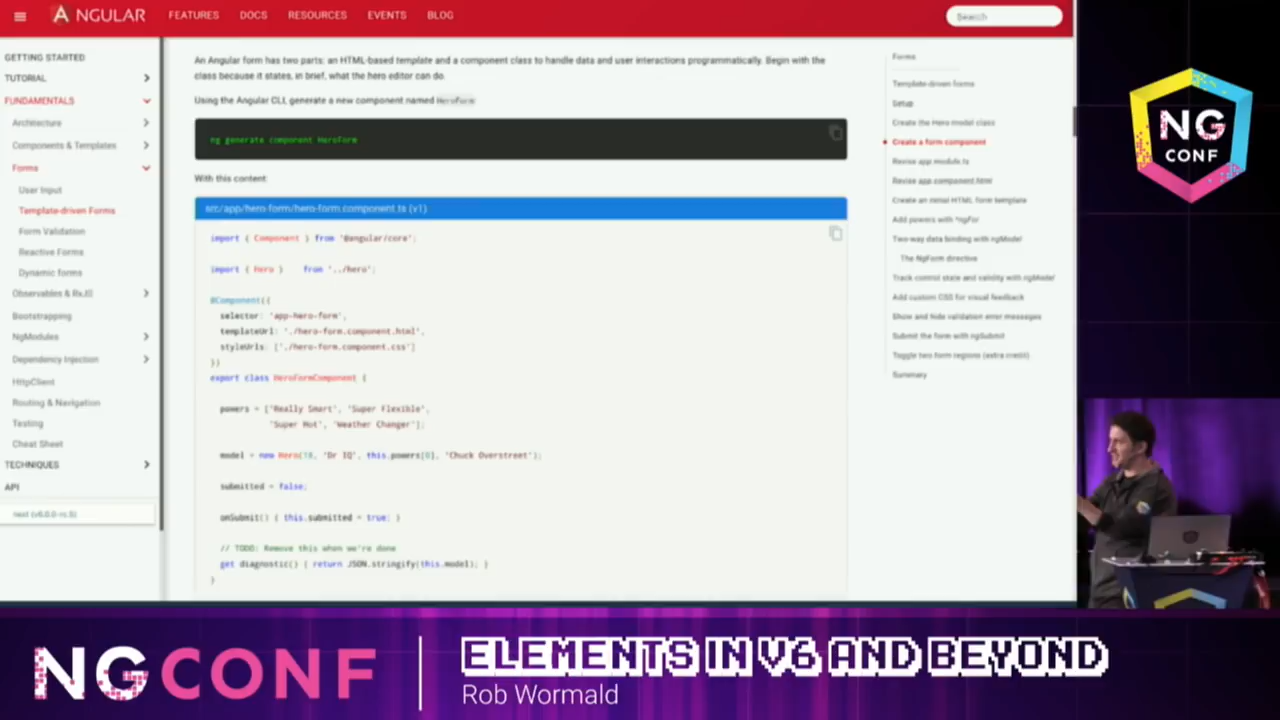 ANGULAR
FEATURES
DOCS
RESOURCES
EVENTS
BLOG
Search
GETTING STARTED
TUTORIAL
FUNDAMENTALS
Architecture
Components & Templates
Forms
User Input
Template-driven Forms
Form Validation
Reactive Forms
Dynamic forms
Observables & RxJS
Bootstrapping
NgModules
Dependency Injection
HttpClient
Routing & Navigation
Testing
Cheat Sheet
TECHNIQUES
API
next (v6.0.0-rc.5)
An Angular form has two parts: an HTML-based template and a component class to handle data and user interactions programmatically. Begin with the
class because it states, in brief, what the hero editor can do.
Using the Angular CLI, generate a new component named HeroForm
ng generate component HeroForm
With this content:
src/app/hero-form/hero-form.component.ts (v1)
import { Component } from '@angular/core';
import { Hero }    from '../hero';
@Component({
selector: 'app-hero-form',
templateUrl: './hero-form.component.html',
styleUrls: ['./hero-form.component.css']
})
export class HeroFormComponent {
powers = ['Really Smart', 'Super Flexible',
'Super Hot', 'Weather Changer'];
model = new Hero(18, 'Dr IQ', this.powers[0], 'Chuck Overstreet');
submitted = false;
onSubmit() { this.submitted = true; }
// TODO: Remove this when we're done
get diagnostic() { return JSON.stringify(this.model); }
}
Forms
Template-driven forms
Setup
Create the Hero model class
Create a form component
Revise app.module.ts
Revise app.component.html
Create an initial HTML form template
Add powers with *ngFor
Two-way data binding with ngModel
The NgForm directive
Track control state and validity with ngModel
Add custom CSS for visual feedback
Show and hide validation error messages
Submit the form with ngSubmit
Toggle two form regions (extra credit)
Summary
NG
CONF
NGCONF
ELEMENTS IN V6 AND BEYOND
Rob Wormald